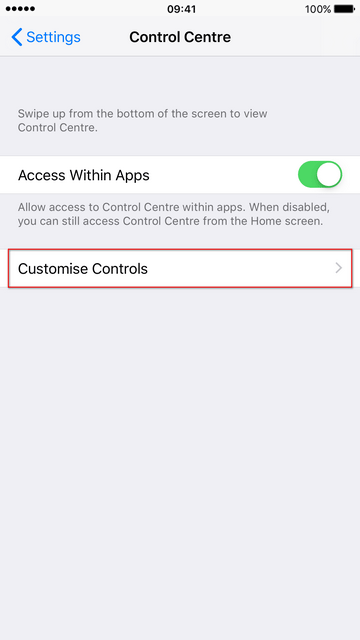 09:41
100%
Settings
Control Centre
Swipe up from the bottom of the screen to view
Control Centre.
Access Within Apps
Allow access to Control Centre within apps. When disabled,
you can still access Control Centre from the Home screen.
Customise Controls